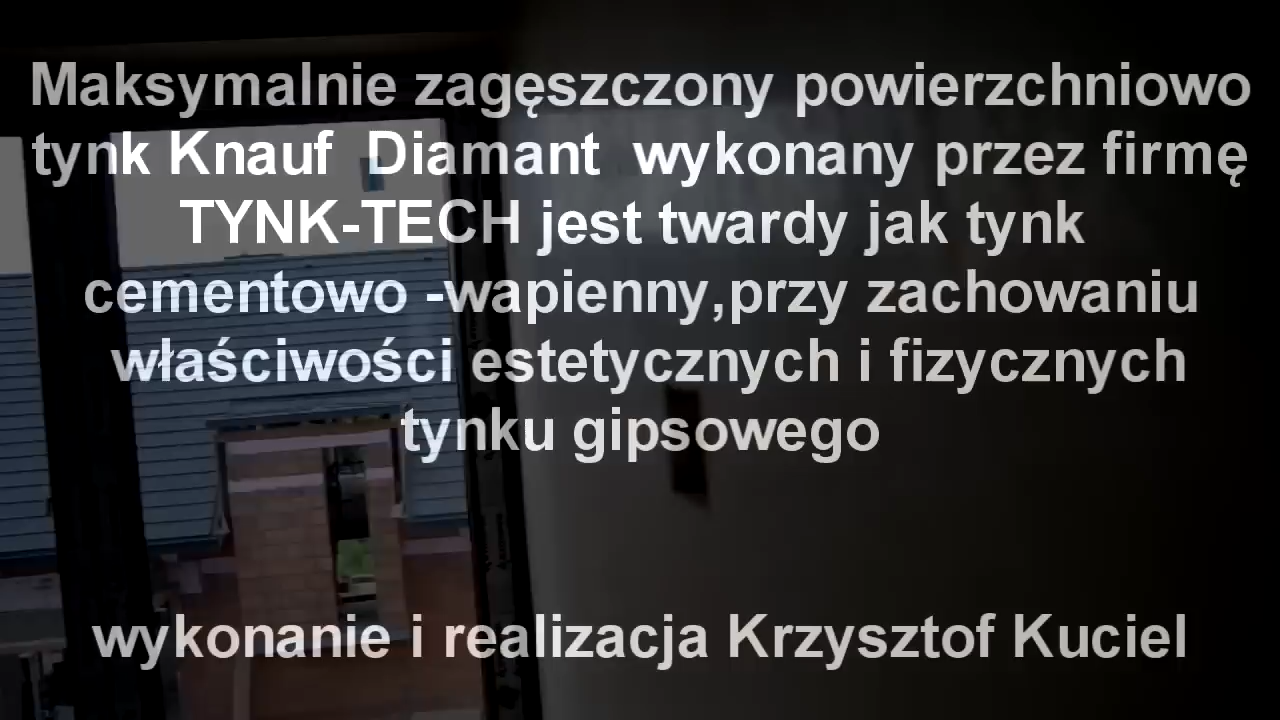 Maksymalnie zagęszczony powierzchniowo
tynk Knauf Diamant wykonany przez firmę
TYNK-TECH jest twardy jak tynk
cementowo -wapienny,przy zachowaniu
właściwości estetycznych i fizycznych
tynku gipsowego
wykonanie i realizacja Krzysztof Kuciel